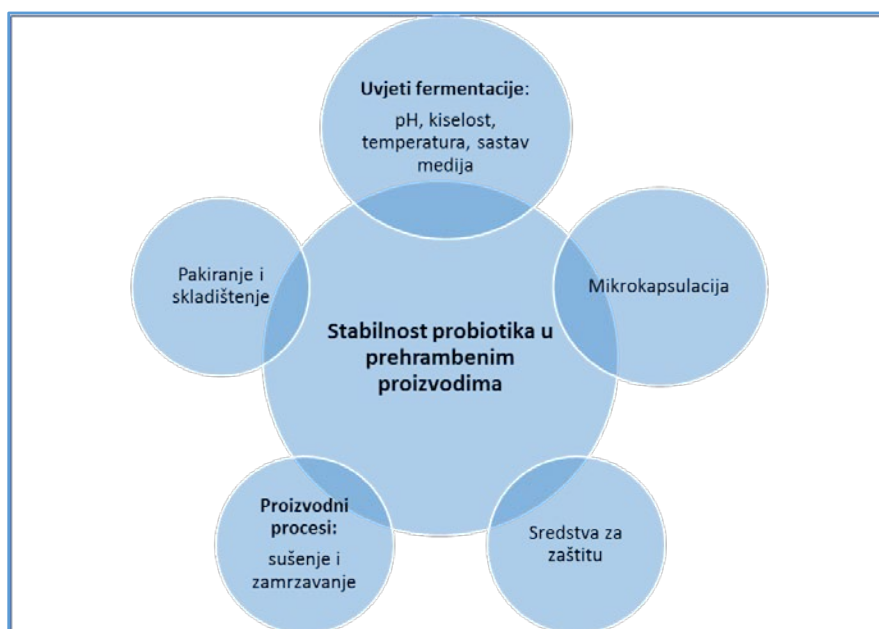 Uvjeti fermentacije:
pH, kiselost,
temperatura, sastav
medija
Pakiranje i
skladištenje
Mikrokapsulacija
Stabilnost probiotika u
prehrambenim
proizvodima
Proizvodni
procesi:
sušenje i
zamrzavanje
Sredstva za
zaštitu